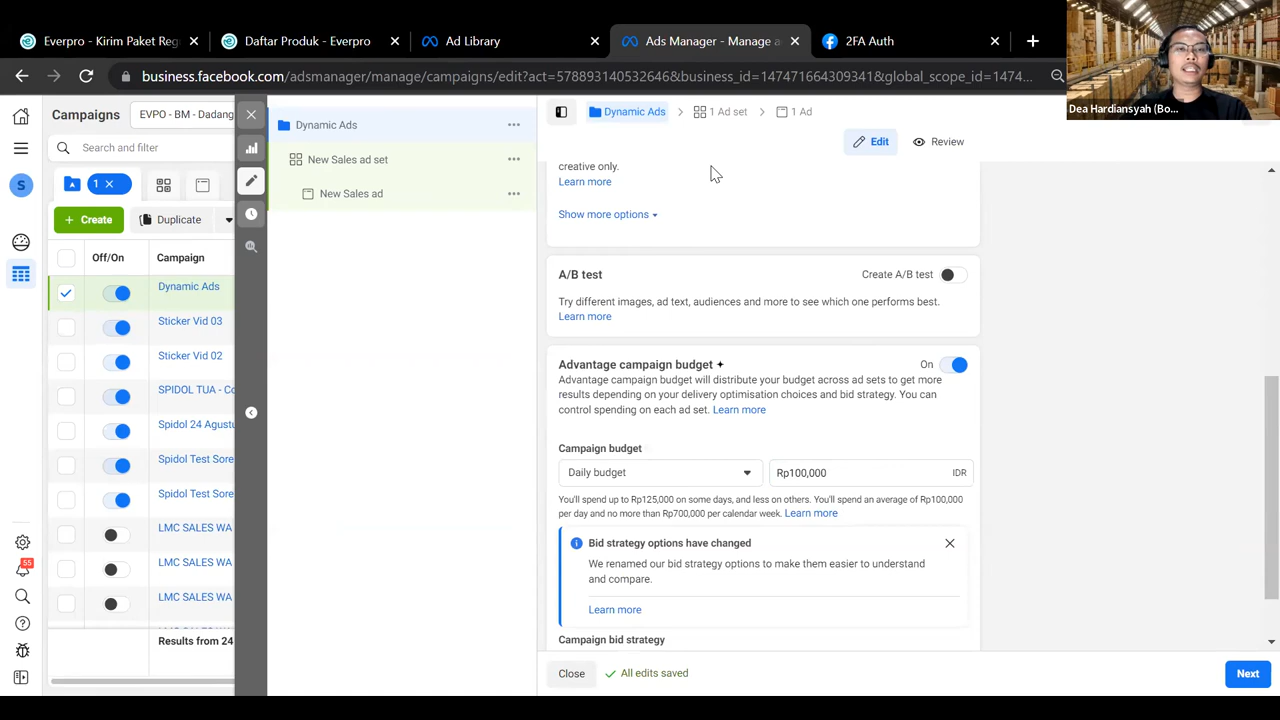 Everpro - Kirim Paket Reg
Daftar Produk - Everpro
Ad Library
Ads Manager - Manage a
2FA Auth
business.facebook.com/adsmanager/manage/campaigns/edit?act=578893140532646&business_id=147471664309341&global_scope_id=1474...
Dea Hardiansyah (Bo...
Campaigns
EVPO - BM - Dadang
Search and filter
1
Create
Duplicate
Off/On
Campaign
Dynamic Ads
Sticker Vid 03
Sticker Vid 02
SPIDOL TUA - Co
Spidol 24 Agustu
Spidol Test Sore
Spidol Test Sore
LMC SALES WA
LMC SALES WA
LMC SALES WA
Results from 24
S
55
Dynamic Ads
New Sales ad set
New Sales ad
Dynamic Ads
1 Ad set
1 Ad
Edit
Review
creative only.
Learn more
Show more options
A/B test
Create A/B test
Try different images, ad text, audiences and more to see which one performs best.
Learn more
Advantage campaign budget
On
Advantage campaign budget will distribute your budget across ad sets to get more
results depending on your delivery optimisation choices and bid strategy. You can
control spending on each ad set. Learn more
Campaign budget
Daily budget
Rp100,000
IDR
You'll spend up to Rp125,000 on some days, and less on others. You'll spend an average of Rp100,000
per day and no more than Rp700,000 per calendar week. Learn more
Bid strategy options have changed
We renamed our bid strategy options to make them easier to understand
and compare.
Learn more
Campaign bid strategy
Close
All edits saved
Next